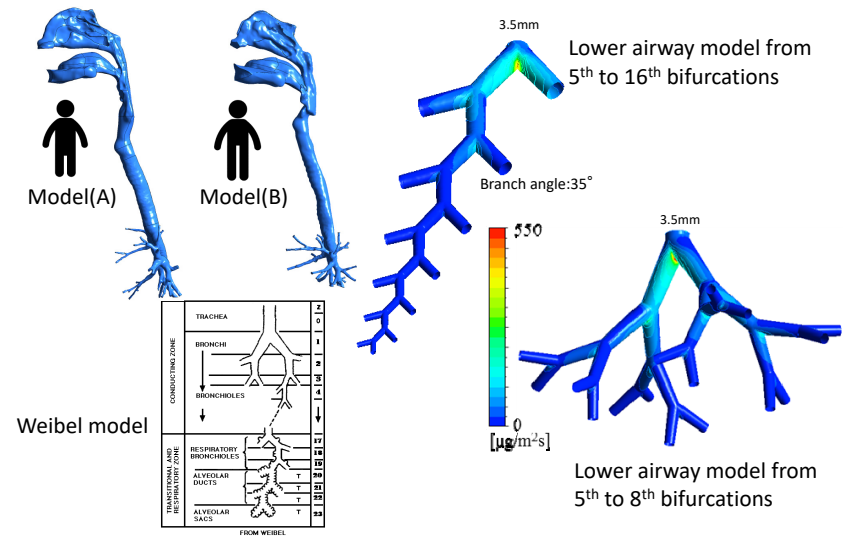 3.5mm
Lower airway model from
5th to 16th bifurcations
Model(A)
Model(B)
Branch angle:35°
550
0
[μg/m²s]
3.5mm
Lower airway model from
5th to 8th bifurcations
Weibel model
CONDUCTING ZONE
TRANSITIONAL AND
RESPIRATORY ZONE
Z
TRACHEA
0
BRONCHI
1
2
3
BRONCHIOLES
4
17
RESPIRATORY
BRONCHIOLES
18
19
ALVEOLAR
DUCTS
T
20
T
21
T
22
ALVEOLAR
SACS
T
23
FROM WEIBEL